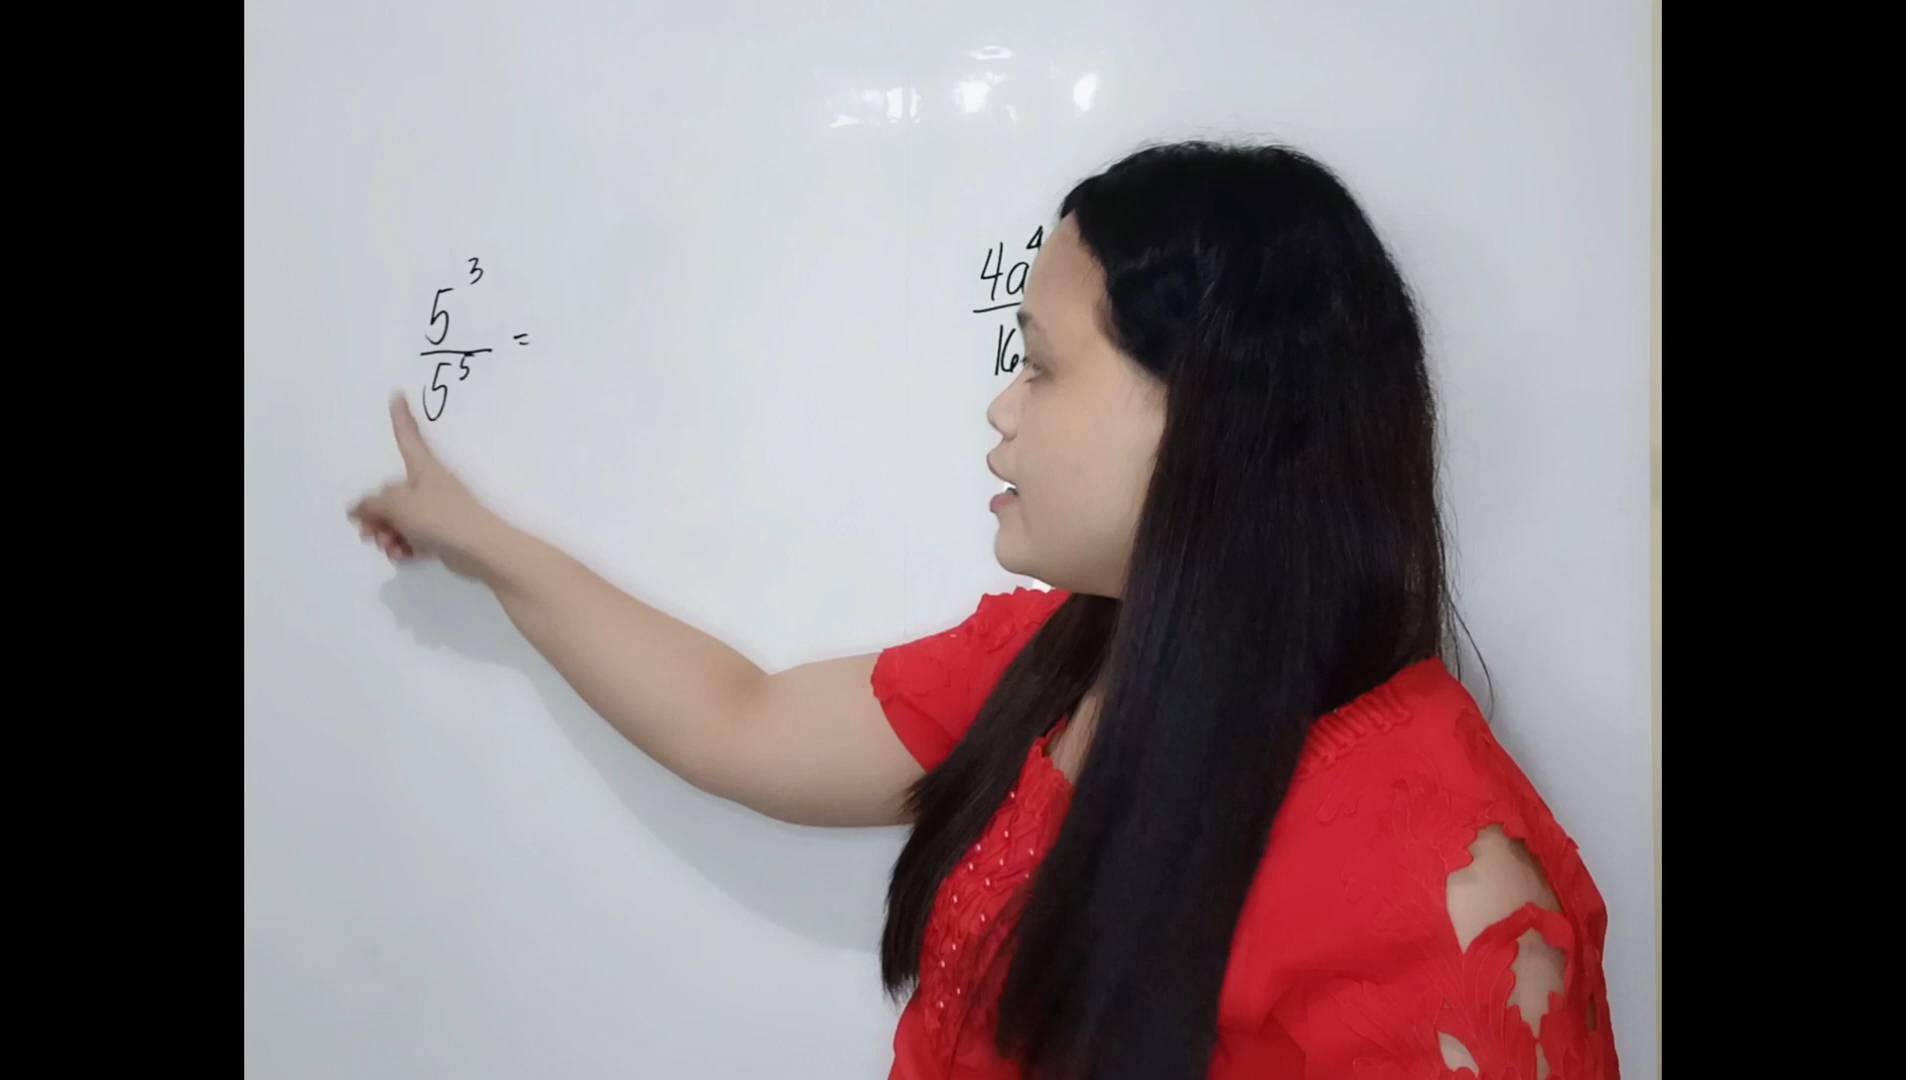 5³
5⁵ =
4a⁴
16